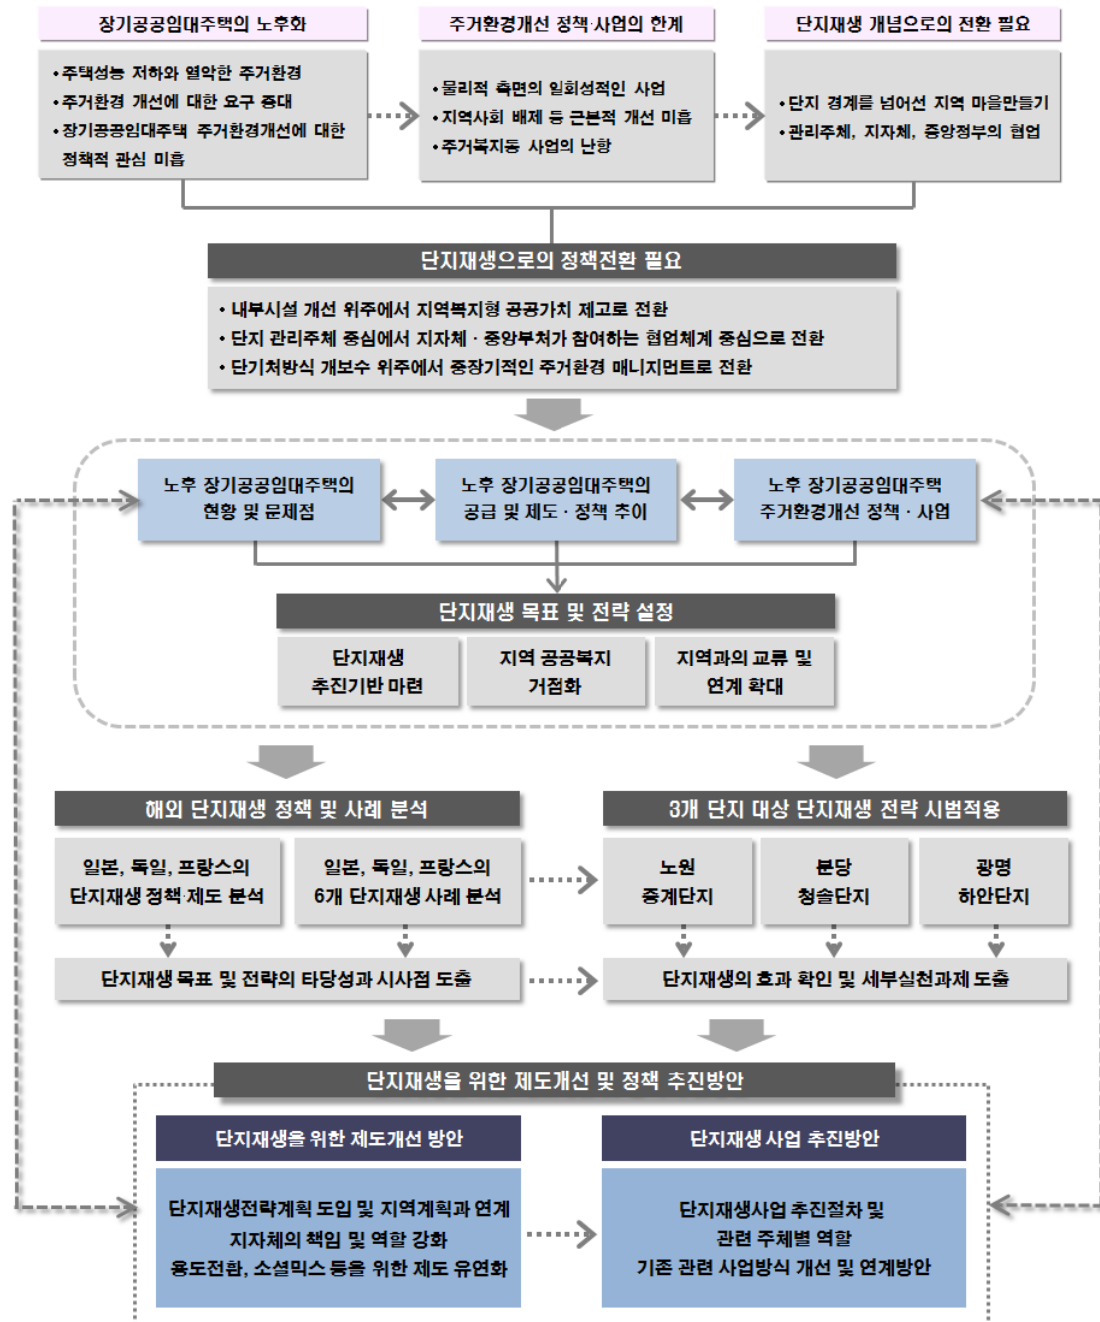 장기공공임대주택의 노후화
• 주택성능 저하와 열악한 주거환경
• 주거환경 개선에 대한 요구 증대
• 장기공공임대주택 주거환경개선에 대한
정책적 관심 미흡
주거환경개선 정책·사업의 한계
• 물리적 측면의 일회성적인 사업
• 지역사회 배제 등 근본적 개선 미흡
• 주거복지동 사업의 난항
단지재생 개념으로의 전환 필요
• 단지 경계를 넘어선 지역 마을만들기
• 관리주체, 지자체, 중앙정부의 협업
단지재생으로의 정책전환 필요
• 내부시설 개선 위주에서 지역복지형 공공가치 제고로 전환
• 단지 관리주체 중심에서 지자체 · 중앙부처가 참여하는 협업체계 중심으로 전환
• 단기처방식 개보수 위주에서 중장기적인 주거환경 매니지먼트로 전환
노후 장기공공임대주택의
현황 및 문제점
노후 장기공공임대주택의
공급 및 제도 · 정책 추이
노후 장기공공임대주택
주거환경개선 정책 · 사업
단지재생 목표 및 전략 설정
단지재생
추진기반 마련
지역 공공복지
거점화
지역과의 교류 및
연계 확대
해외 단지재생 정책 및 사례 분석
일본, 독일, 프랑스의
단지재생 정책·제도 분석
일본, 독일, 프랑스의
6개 단지재생 사례 분석
단지재생 목표 및 전략의 타당성과 시사점 도출
3개 단지 대상 단지재생 전략 시범적용
노원
중계단지
분당
청솔단지
광명
하안단지
단지재생의 효과 확인 및 세부실천과제 도출
단지재생을 위한 제도개선 및 정책 추진방안
단지재생을 위한 제도개선 방안
단지재생전략계획 도입 및 지역계획과 연계
지자체의 책임 및 역할 강화
용도전환, 소셜믹스 등을 위한 제도 유연화
단지재생 사업 추진방안
단지재생사업 추진절차 및
관련 주체별 역할
기존 관련 사업방식 개선 및 연계방안